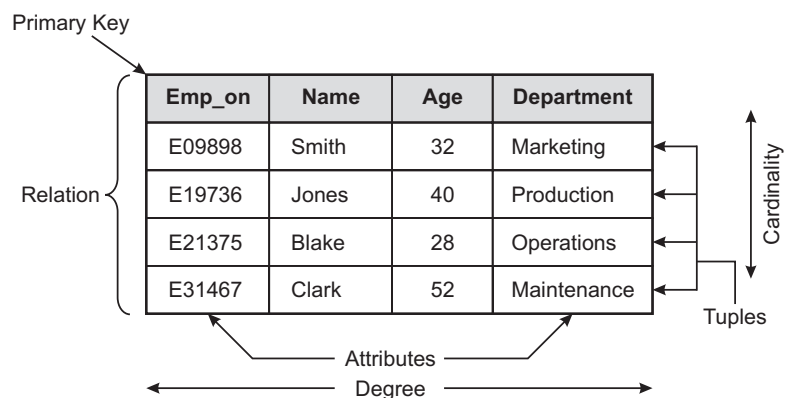 Primary Key
Emp_on Name Age Department
E09898 Smith 32 Marketing
E19736 Jones 40 Production
E21375 Blake 28 Operations
E31467 Clark 52 Maintenance
Relation
Cardinality
Tuples
Attributes
Degree